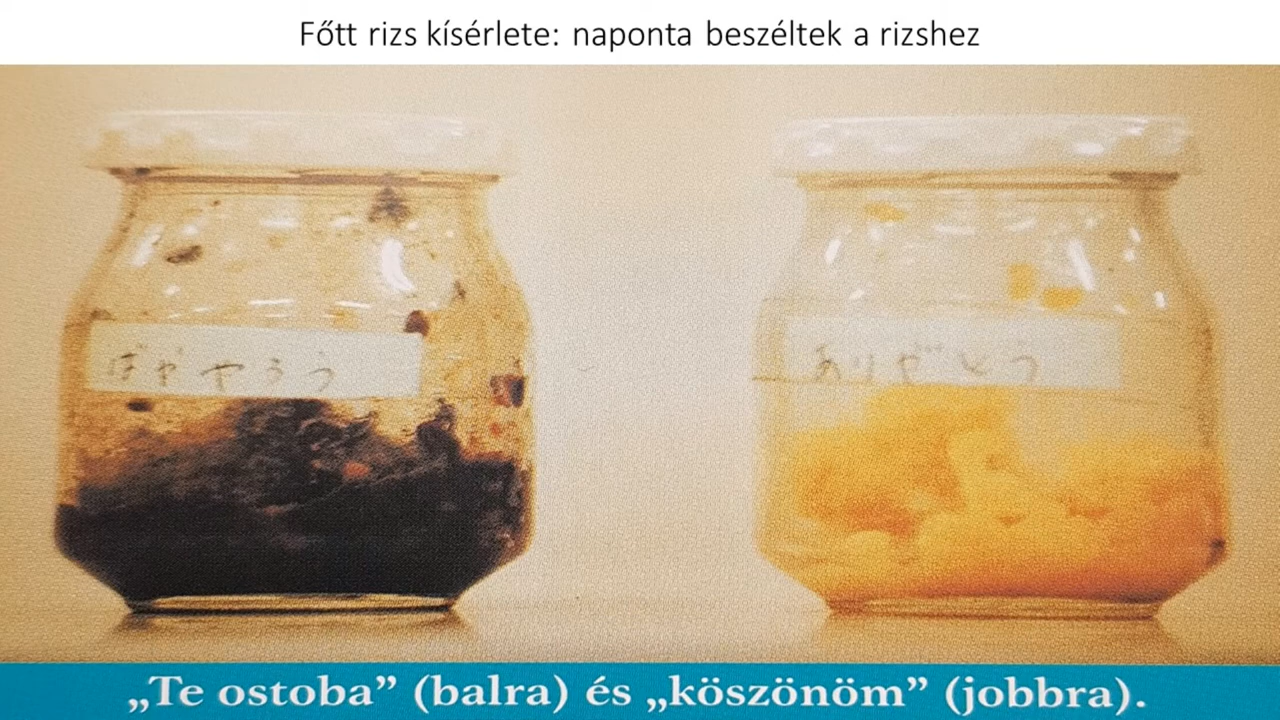 Főtt rizs kísérlete: naponta beszéltek a rizshez
ばかやろう
ありがとう
„Te ostoba” (balra) és „köszönöm” (jobbra).